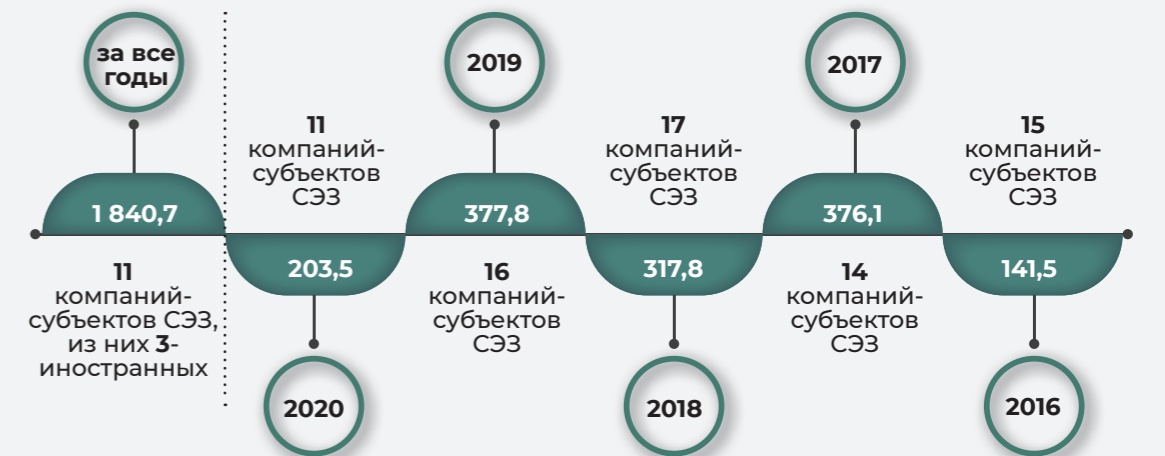 за все
годы
1 840,7
11
компаний-
субъектов СЭЗ,
из них 3-
иностранных
11
компаний-
субъектов
СЭЗ
203,5
2020
2019
377,8
16
компаний-
субъектов
СЭЗ
17
компаний-
субъектов
СЭЗ
317,8
2018
2017
376,1
14
компаний-
субъектов
СЭЗ
15
компаний-
субъектов
СЭЗ
141,5
2016